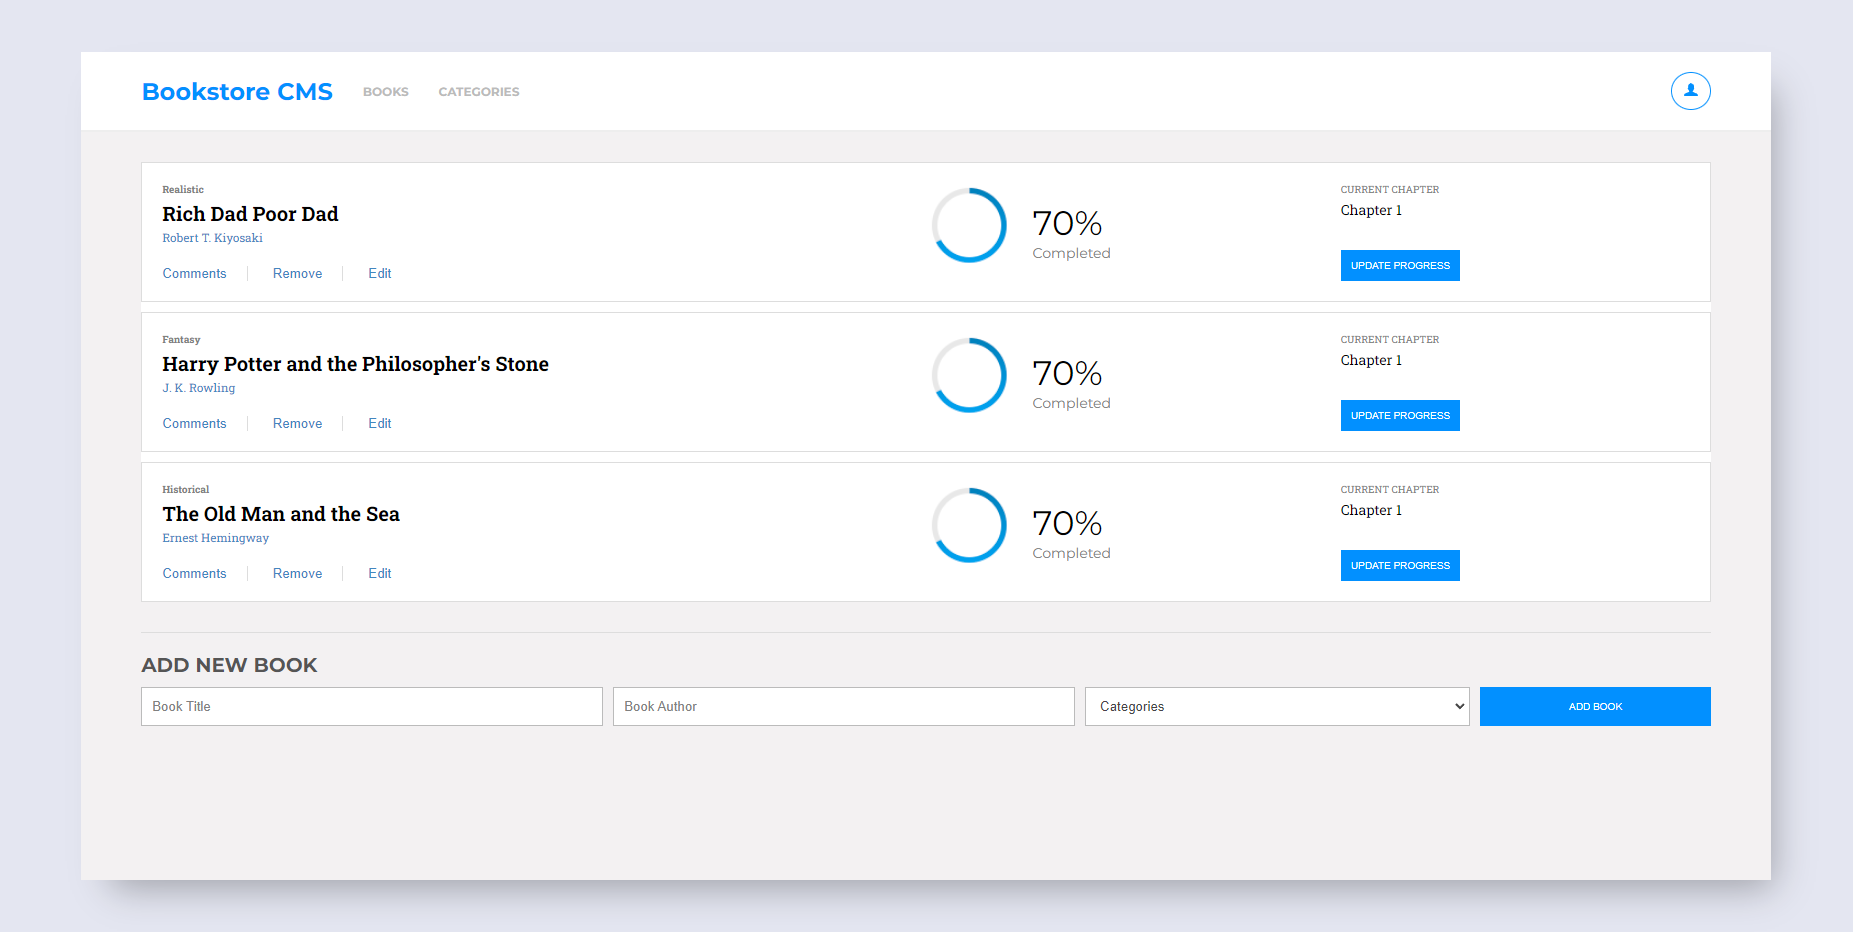 Bookstore CMS BOOKS CATEGORIES
Realistic
Rich Dad Poor Dad
Robert T. Kiyosaki
Comments Remove Edit
70%
Completed
CURRENT CHAPTER
Chapter 1
UPDATE PROGRESS
Fantasy
Harry Potter and the Philosopher's Stone
J. K. Rowling
Comments Remove Edit
70%
Completed
CURRENT CHAPTER
Chapter 1
UPDATE PROGRESS
Historical
The Old Man and the Sea
Ernest Hemingway
Comments Remove Edit
70%
Completed
CURRENT CHAPTER
Chapter 1
UPDATE PROGRESS
ADD NEW BOOK
Book Title Book Author Categories ADD BOOK